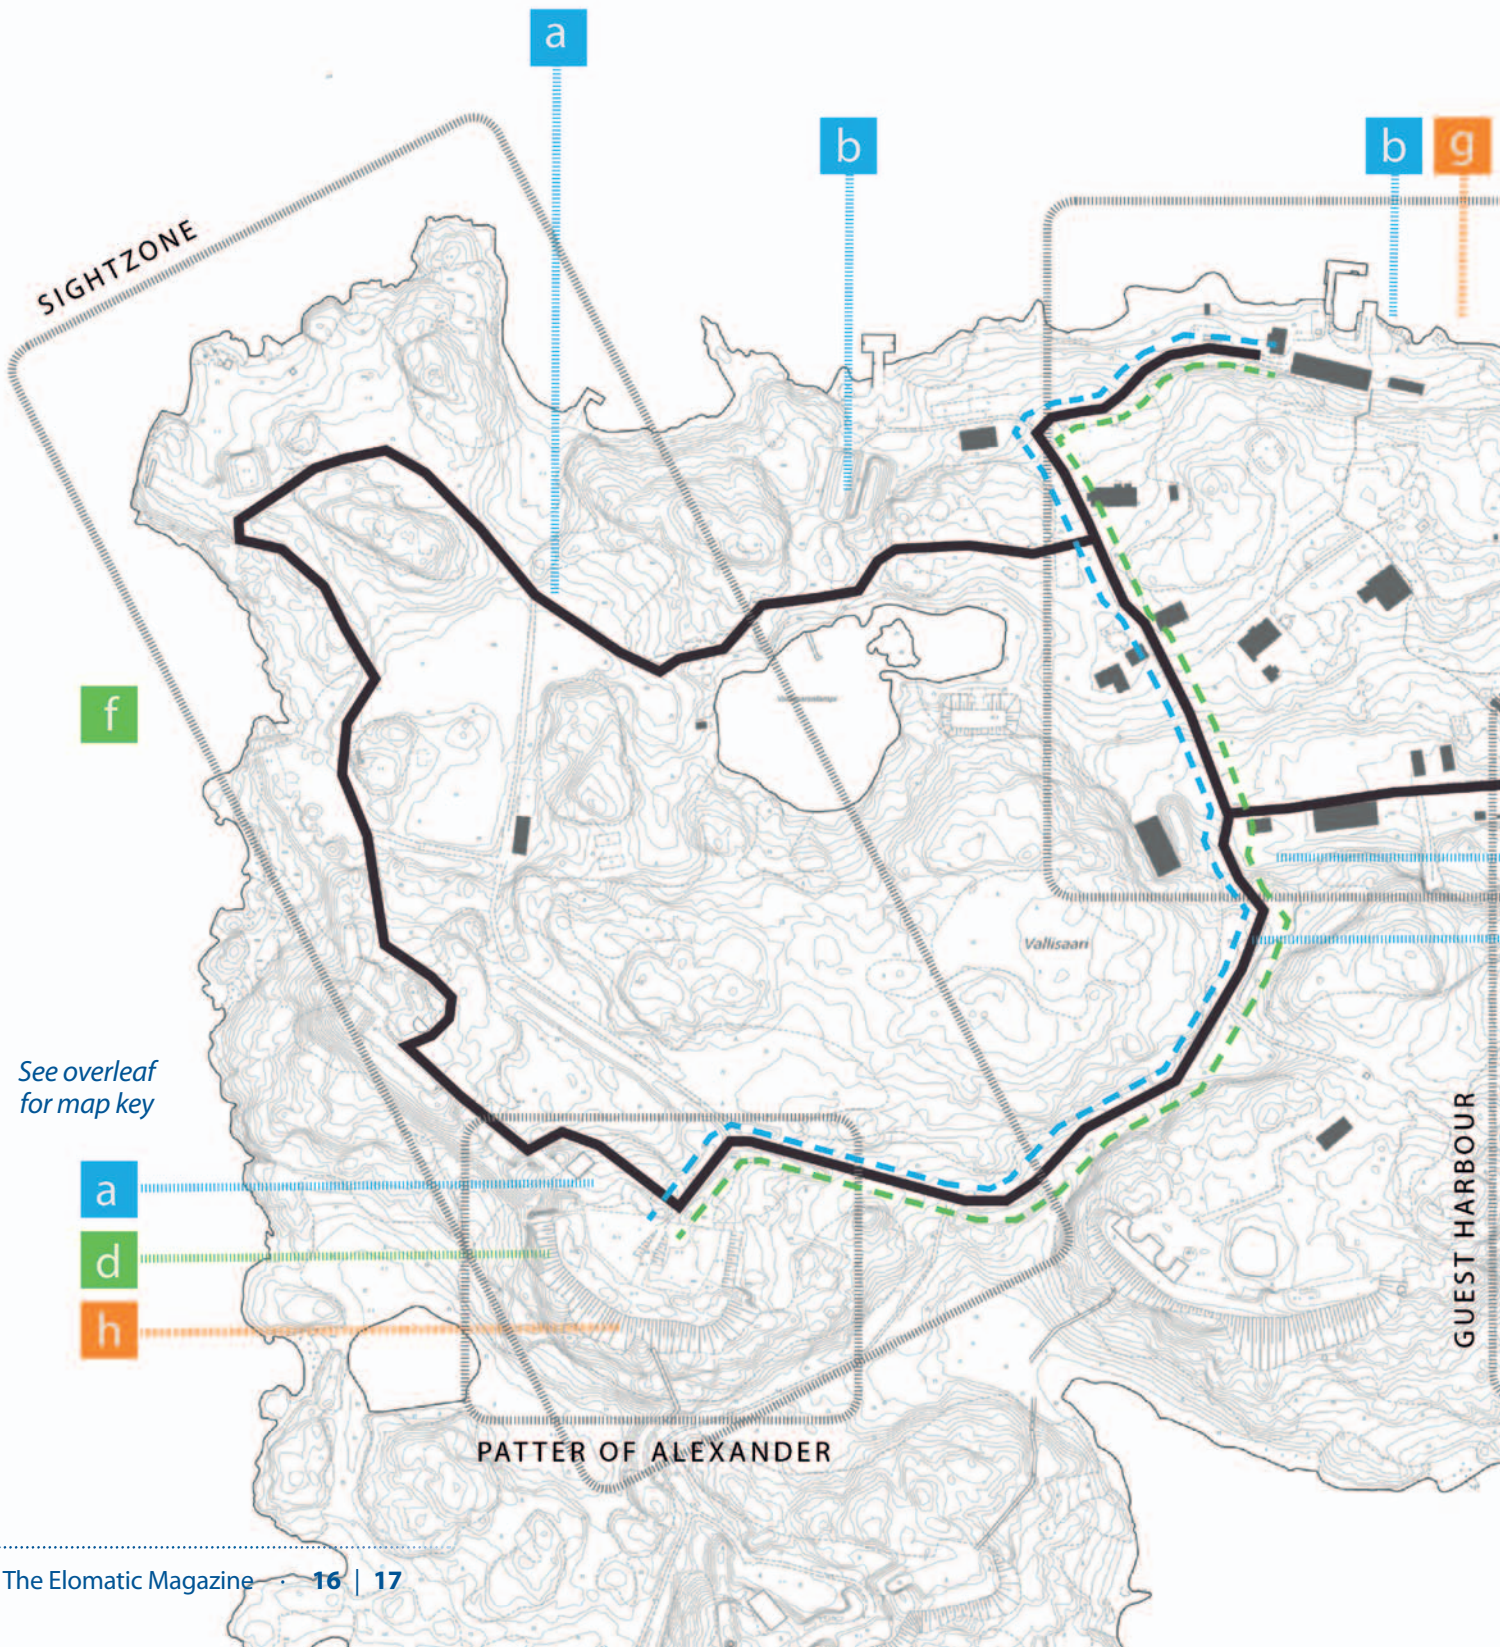 a
b
b g
SIGHTZONE
f
Vallisaari
See overleaf
for map key
a
d
h
GUEST HARBOUR
PATTER OF ALEXANDER
The Elomatic Magazine · 16 | 17